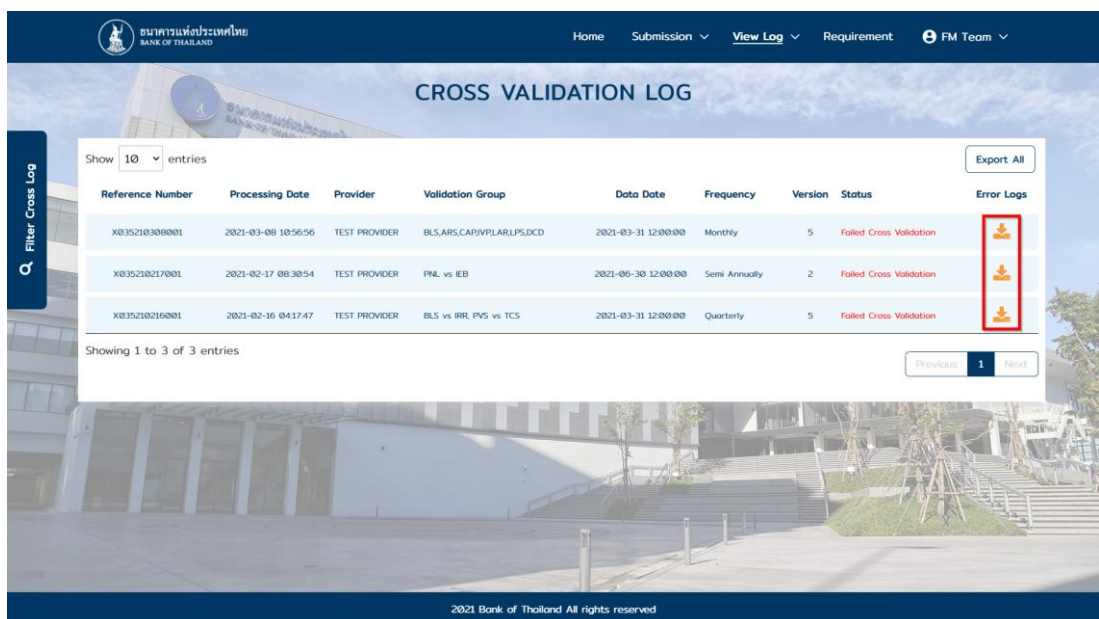 ธนาคารแห่งประเทศไทย
BANK OF THAILAND
Home Submission View Log Requirement FM Team
CROSS VALIDATION LOG
Filter Cross Log
Show 10 entries
Export All
Reference Number Processing Date Provider Validation Group Data Date Frequency Version Status Error Logs
X035210308001 2021-03-08 10:56:56 TEST PROVIDER BLS,ARS,CAP,IVP,LAR,LPS,DCD 2021-03-31 12:00:00 Monthly 5 Failed Cross Validation
X035210217001 2021-02-17 08:30:54 TEST PROVIDER PNL vs IEB 2021-06-30 12:00:00 Semi Annually 2 Failed Cross Validation
X035210216001 2021-02-16 04:17:47 TEST PROVIDER BLS vs IRR, PVS vs TCS 2021-03-31 12:00:00 Quarterly 5 Failed Cross Validation
Showing 1 to 3 of 3 entries
Previous 1 Next
2021 Bank of Thailand All rights reserved